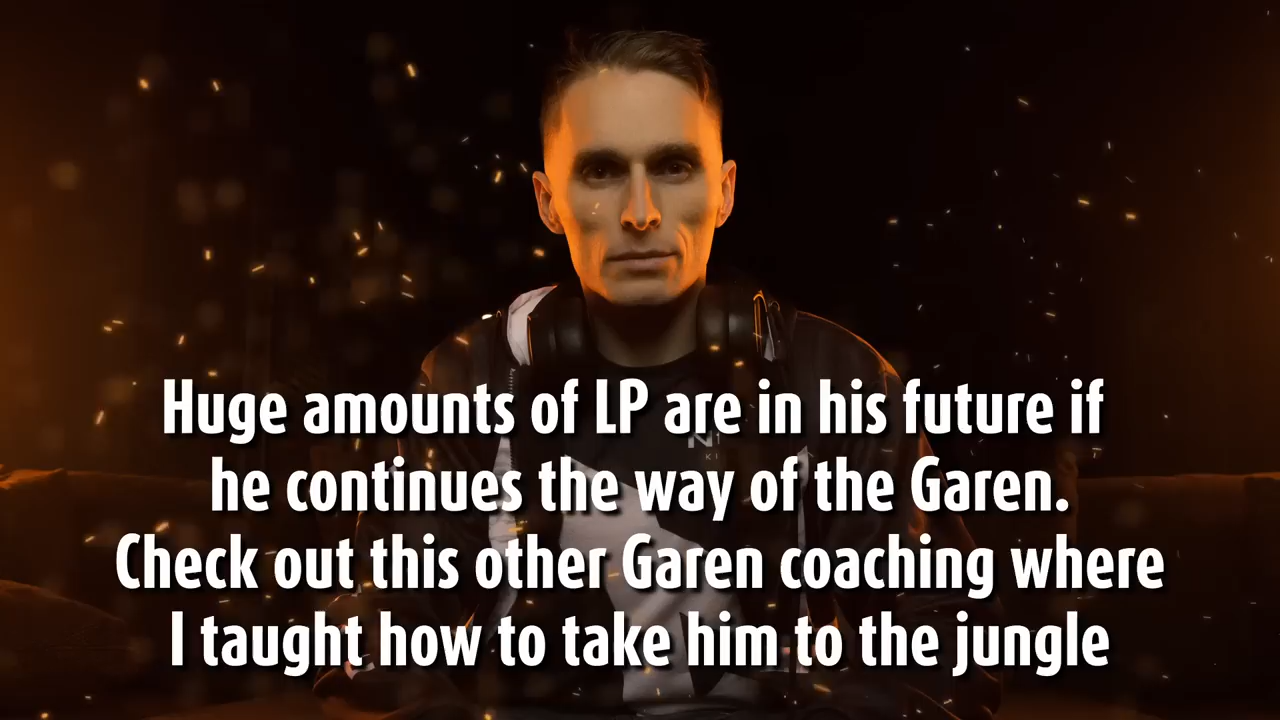 Huge amounts of LP are in his future if
he continues the way of the Garen.
Check out this other Garen coaching where
I taught how to take him to the jungle